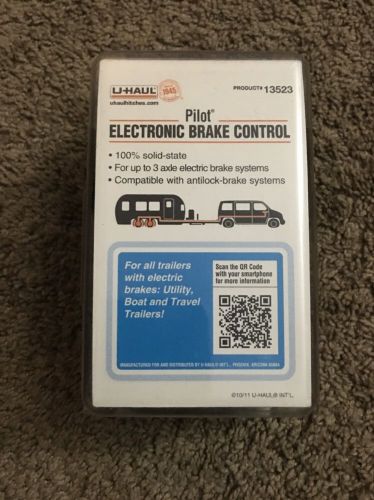 U-HAUL® SINCE 1945 PRODUCT# 13523
uhaulhitches.com
Pilot®
ELECTRONIC BRAKE CONTROL
• 100% solid-state
• For up to 3 axle electric brake systems
• Compatible with antilock-brake systems
For all trailers
with electric
brakes: Utility,
Boat and Travel
Trailers!
Scan the QR Code
with your smartphone
for more information
MANUFACTURED FOR AND DISTRIBUTED BY U-HAUL® INT'L. PHOENIX, ARIZONA 85004
©10/11 U-HAUL® INT'L.